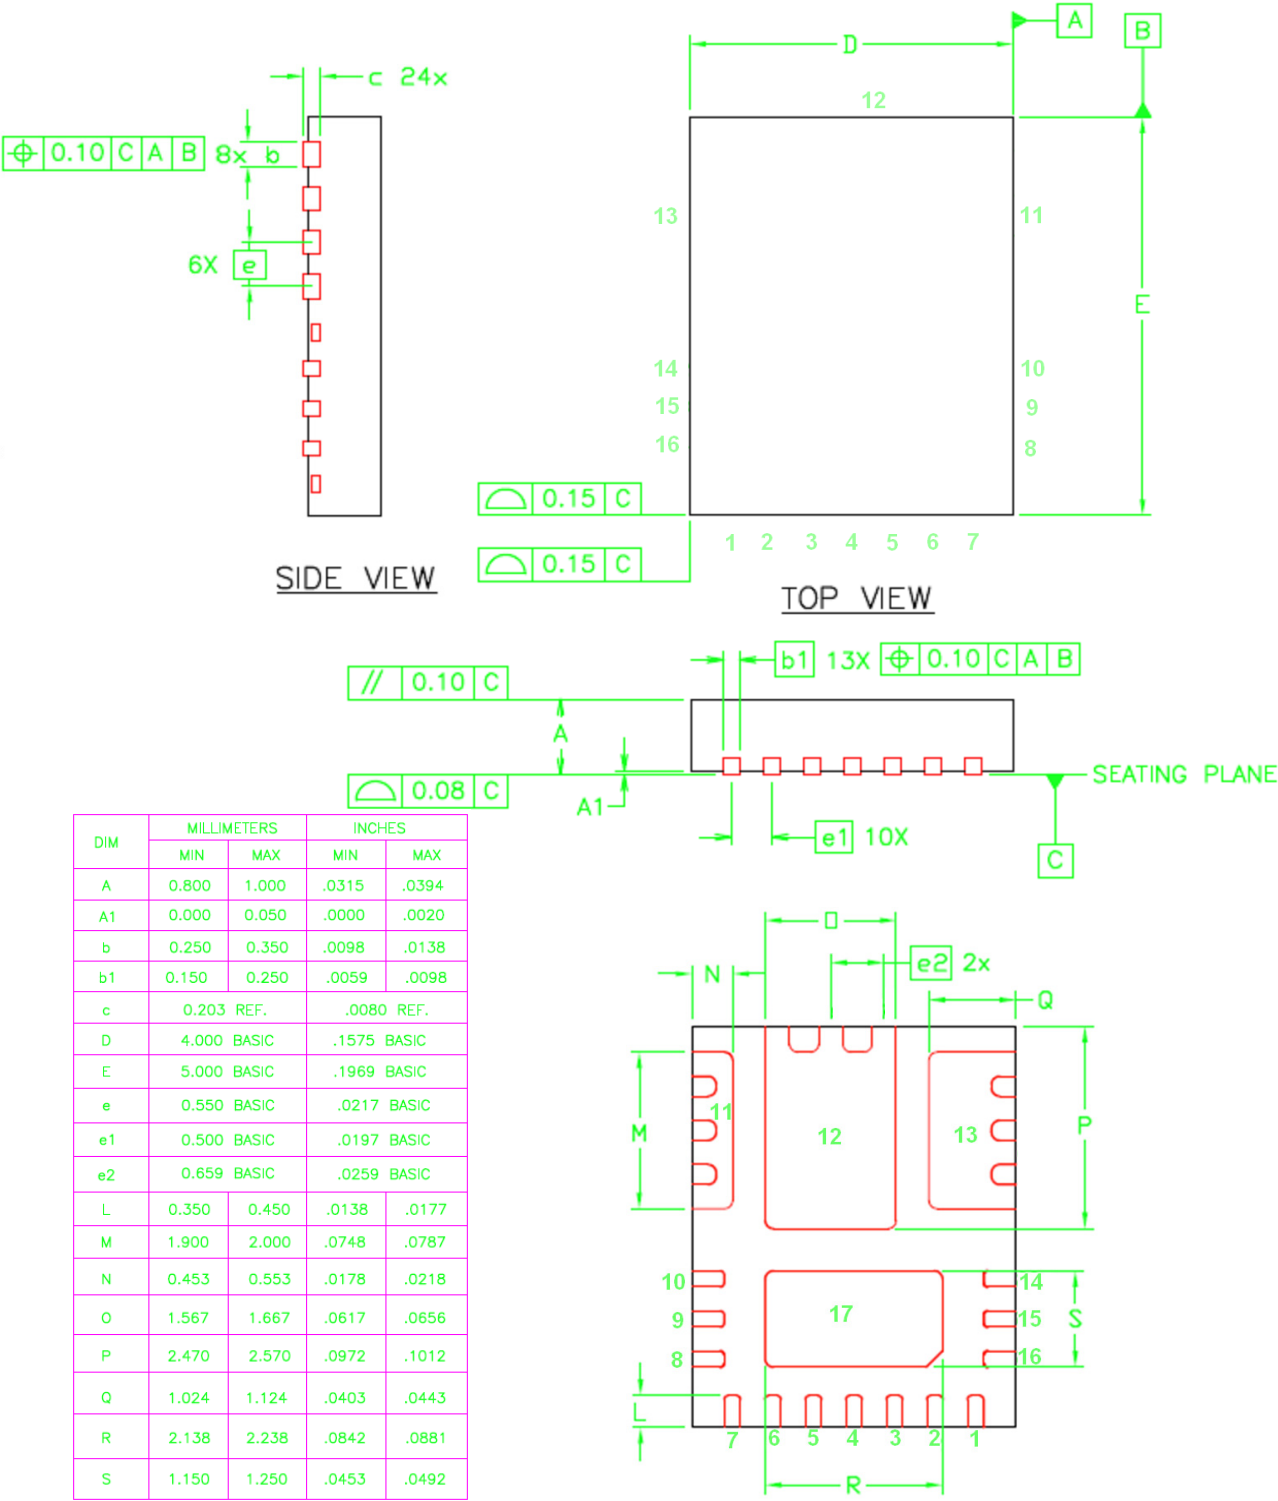 A
B
D
c 24x
12
0.10 C A B 8x b
13 11
6X e
E
14 10
15 9
16 8
0.15 C
1 2 3 4 5 6 7
0.15 C
SIDE VIEW
TOP VIEW
b1 13X 0.10 C A B
// 0.10 C
A
SEATING PLANE
0.08 C
A1
e1 10X
C
DIM MILLIMETERS INCHES
MIN MAX MIN MAX
A 0.800 1.000 .0315 .0394
A1 0.000 0.050 .0000 .0020
b 0.250 0.350 .0098 .0138
b1 0.150 0.250 .0059 .0098
c 0.203 REF. .0080 REF.
D 4.000 BASIC .1575 BASIC
E 5.000 BASIC .1969 BASIC
e 0.550 BASIC .0217 BASIC
e1 0.500 BASIC .0197 BASIC
e2 0.659 BASIC .0259 BASIC
L 0.350 0.450 .0138 .0177
M 1.900 2.000 .0748 .0787
N 0.453 0.553 .0178 .0218
O 1.567 1.667 .0617 .0656
P 2.470 2.570 .0972 .1012
Q 1.024 1.124 .0403 .0443
R 2.138 2.238 .0842 .0881
S 1.150 1.250 .0453 .0492
O
N e2 2x
Q
11
M 12 13 P
10 14
17
9 15 S
8 16
L
7 6 5 4 3 2 1
R